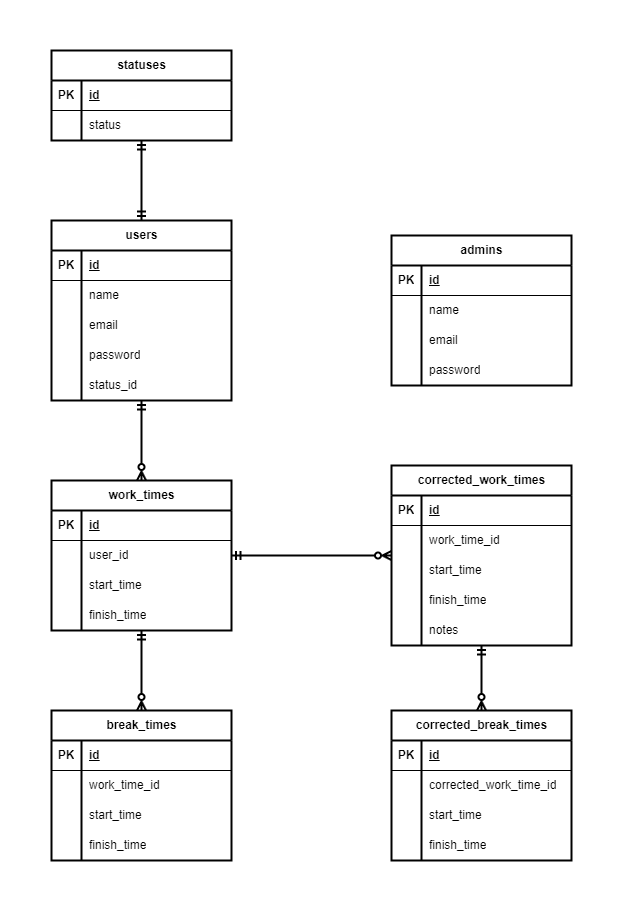 statuses
PK id
status
users
PK id
name
email
password
status_id
admins
PK id
name
email
password
work_times
PK id
user_id
start_time
finish_time
corrected_work_times
PK id
work_time_id
start_time
finish_time
notes
break_times
PK id
work_time_id
start_time
finish_time
corrected_break_times
PK id
corrected_work_time_id
start_time
finish_time